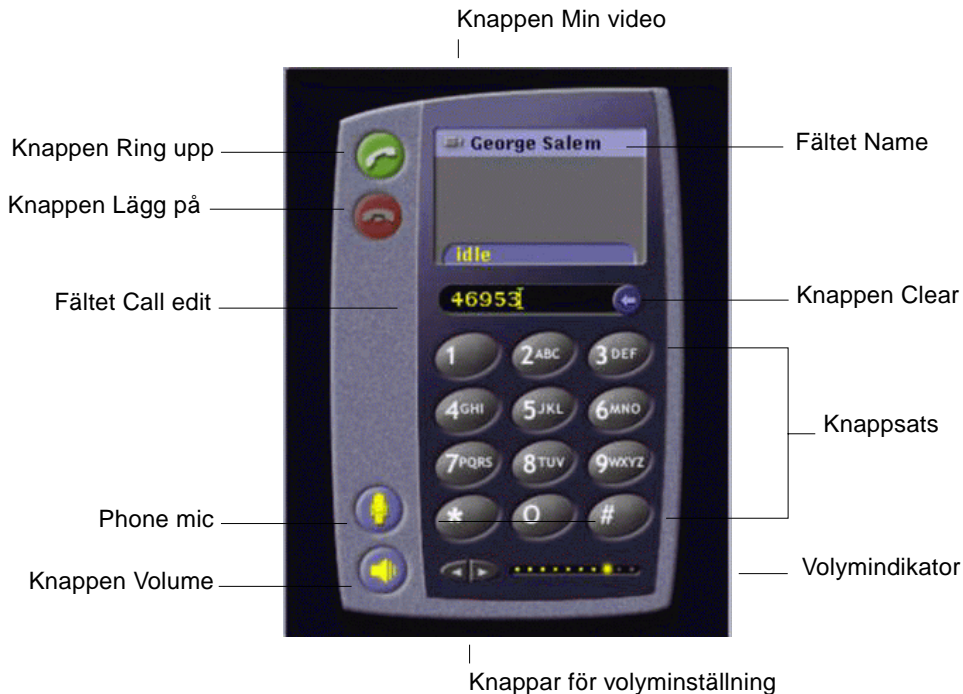 Knappen Min video
Knappen Ring upp
George Salem
Fältet Name
Knappen Lägg på
idle
Fältet Call edit
46953
Knappen Clear
1 2ABC 3DEF
4GHI 5JKL 6MNO
Knappsats
7PQRS 8TUV 9WXYZ
Phone mic
* 0 #
Knappen Volume
Volymindikator
Knappar för volyminställning